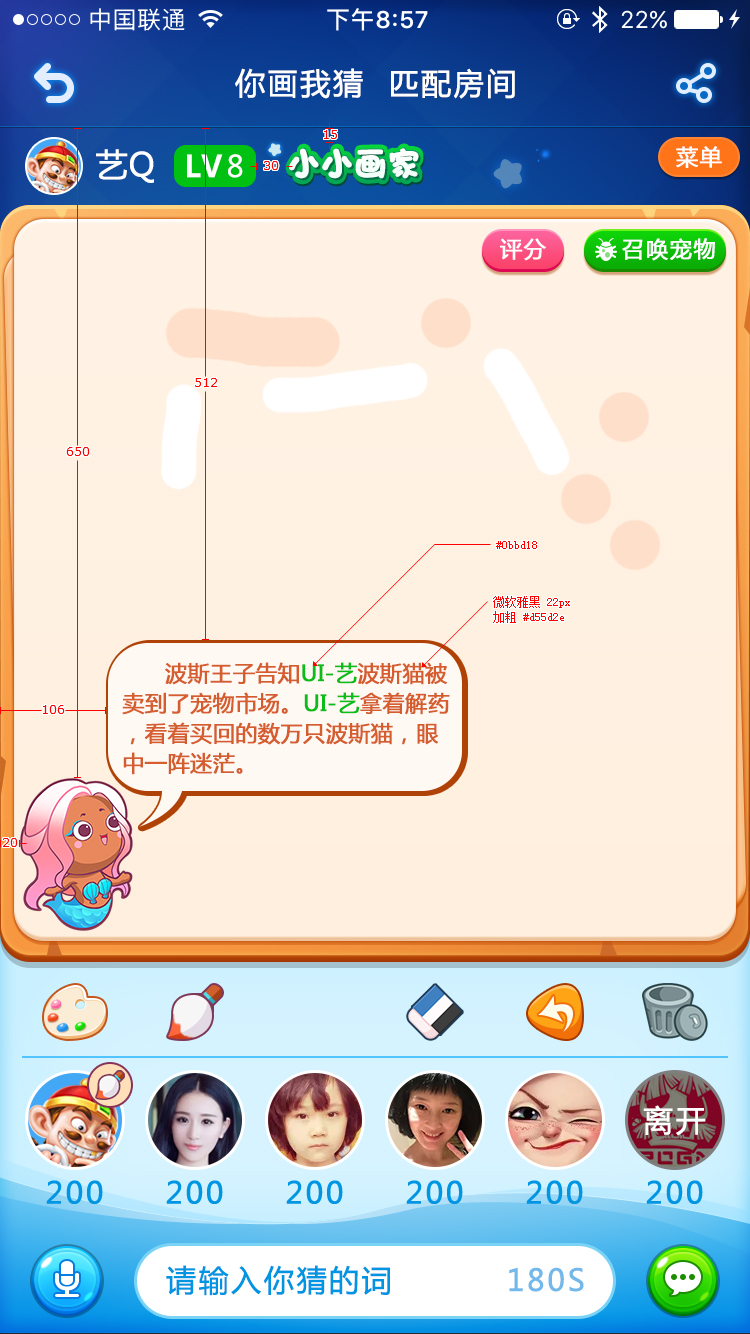 中国联通 下午8:57 22%
你画我猜 匹配房间
15
艺Q LV8 30 小小画家 菜单
评分 召唤宠物
512
650
#0bbd18
微软雅黑 22px
加粗 #d55d2e
波斯王子告知UI-艺波斯猫被
卖到了宠物市场。UI-艺拿着解药
106
，看着买回的数万只波斯猫，眼
中一阵迷茫。
20
离开
200 200 200 200 200 200
请输入你猜的词 180S